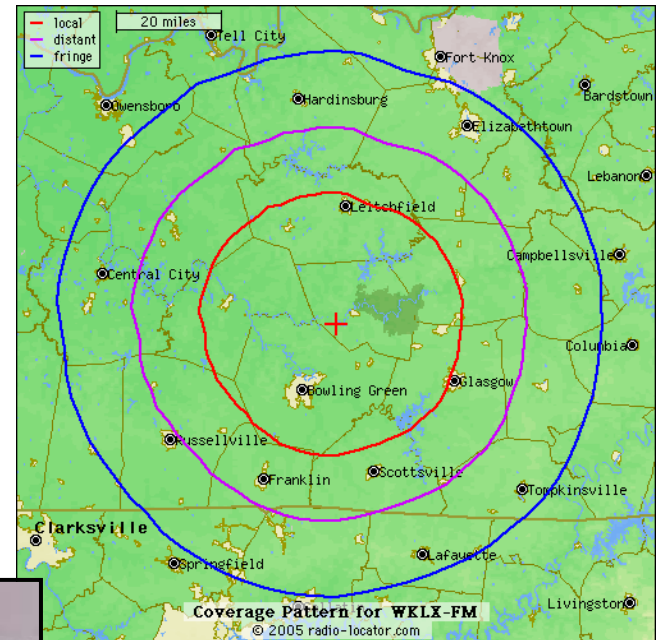 local
distant
fringe
20 miles
Tell City
Fort Knox
Owensboro
Hardinsburg
Bardstown
Elizabethtown
Lebanon
Leitchfield
Campbellsville
Central City
Columbia
Glasgow
Bowling Green
Russellville
Scottsville
Franklin
Tompkinsville
Clarksville
Lafayette
Springfield
Livingston
Coverage Pattern for WKLX-FM
© 2005 radio-locator.com